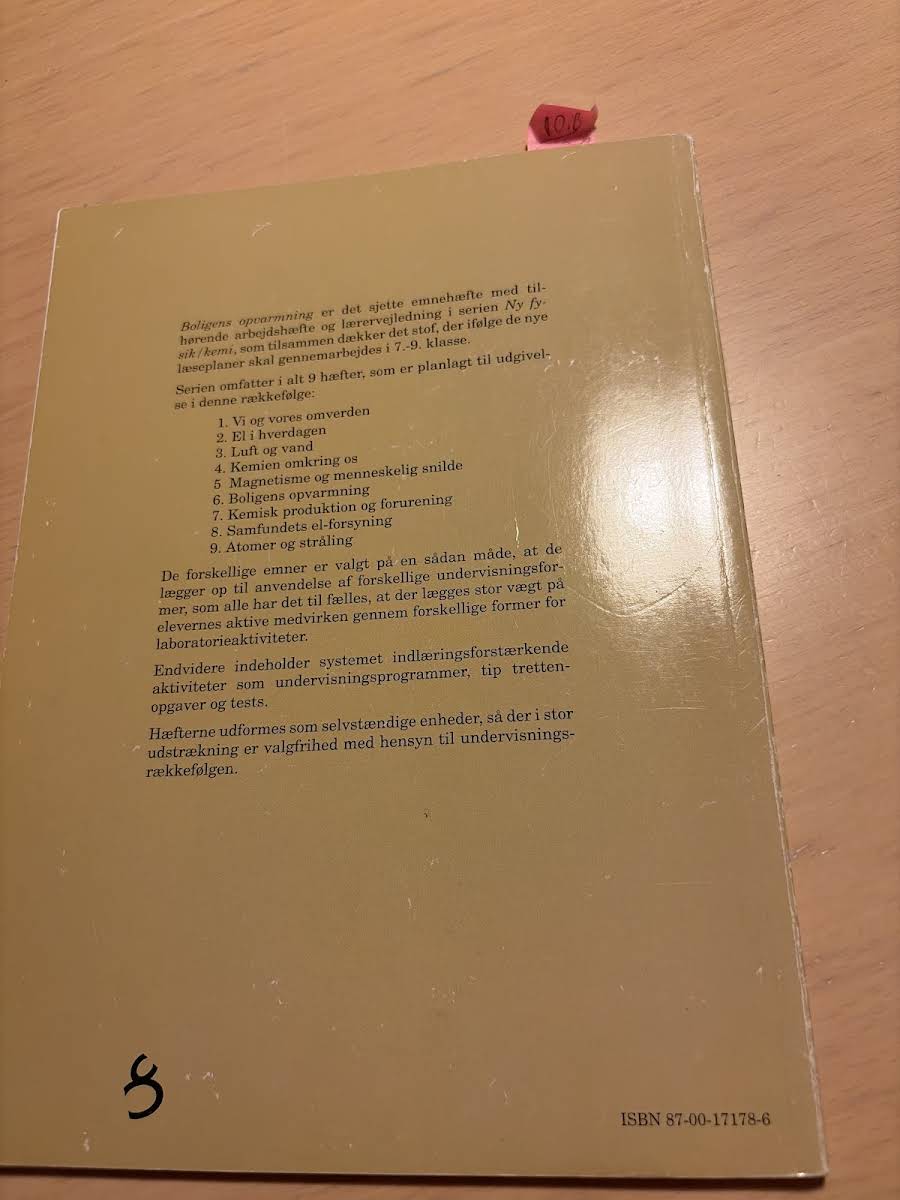 10.B
Boligens opvarmning er det sjette emnehæfte med til-
hørende arbejdshæfte og lærervejledning i serien Ny fy-
sik/kemi, som tilsammen dækker det stof, der ifølge de nye
læseplaner skal gennemarbejdes i 7.-9. klasse.
Serien omfatter i alt 9 hæfter, som er planlagt til udgivel-
se i denne rækkefølge:
1. Vi og vores omverden
2. El i hverdagen
3. Luft og vand
4. Kemien omkring os
5 Magnetisme og menneskelig snilde
6. Boligens opvarmning
7. Kemisk produktion og forurening
8. Samfundets el-forsyning
9. Atomer og stråling
De forskellige emner er valgt på en sådan måde, at de
lægger op til anvendelse af forskellige undervisningsfor-
mer, som alle har det til fælles, at der lægges stor vægt på
elevernes aktive medvirken gennem forskellige former for
laboratorieaktiviteter.
Endvidere indeholder systemet indlæringsforstærkende
aktiviteter som undervisningsprogrammer, tip tretten-
opgaver og tests.
Hæfterne udformes som selvstændige enheder, så der i stor
udstrækning er valgfrihed med hensyn til undervisnings-
rækkefølgen.
ISBN 87-00-17178-6